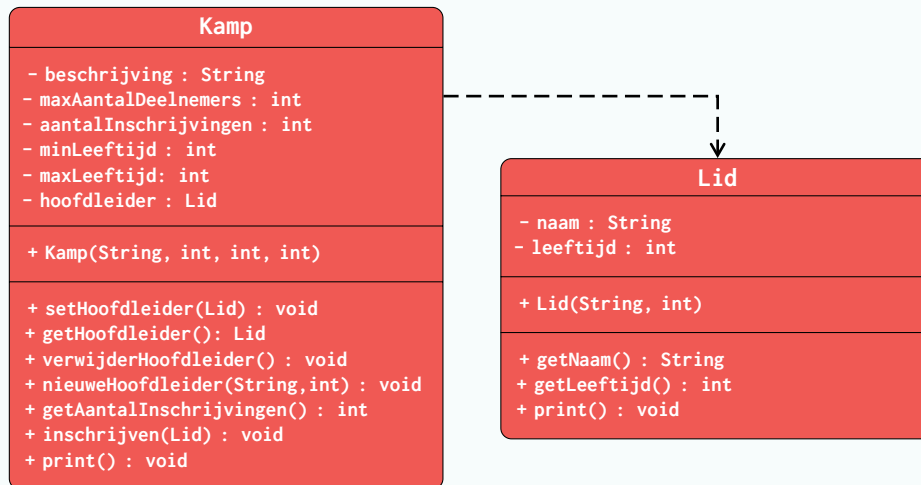 Kamp
- beschrijving : String
- maxAantalDeelnemers : int
- aantalInschrijvingen : int
- minLeeftijd : int
- maxLeeftijd: int
- hoofdleider : Lid
+ Kamp(String, int, int, int)
+ setHoofdleider(Lid) : void
+ getHoofdleider(): Lid
+ verwijderHoofdleider() : void
+ nieuweHoofdleider(String,int) : void
+ getAantalInschrijvingen() : int
+ inschrijven(Lid) : void
+ print() : void
Lid
- naam : String
- leeftijd : int
+ Lid(String, int)
+ getNaam() : String
+ getLeeftijd() : int
+ print() : void